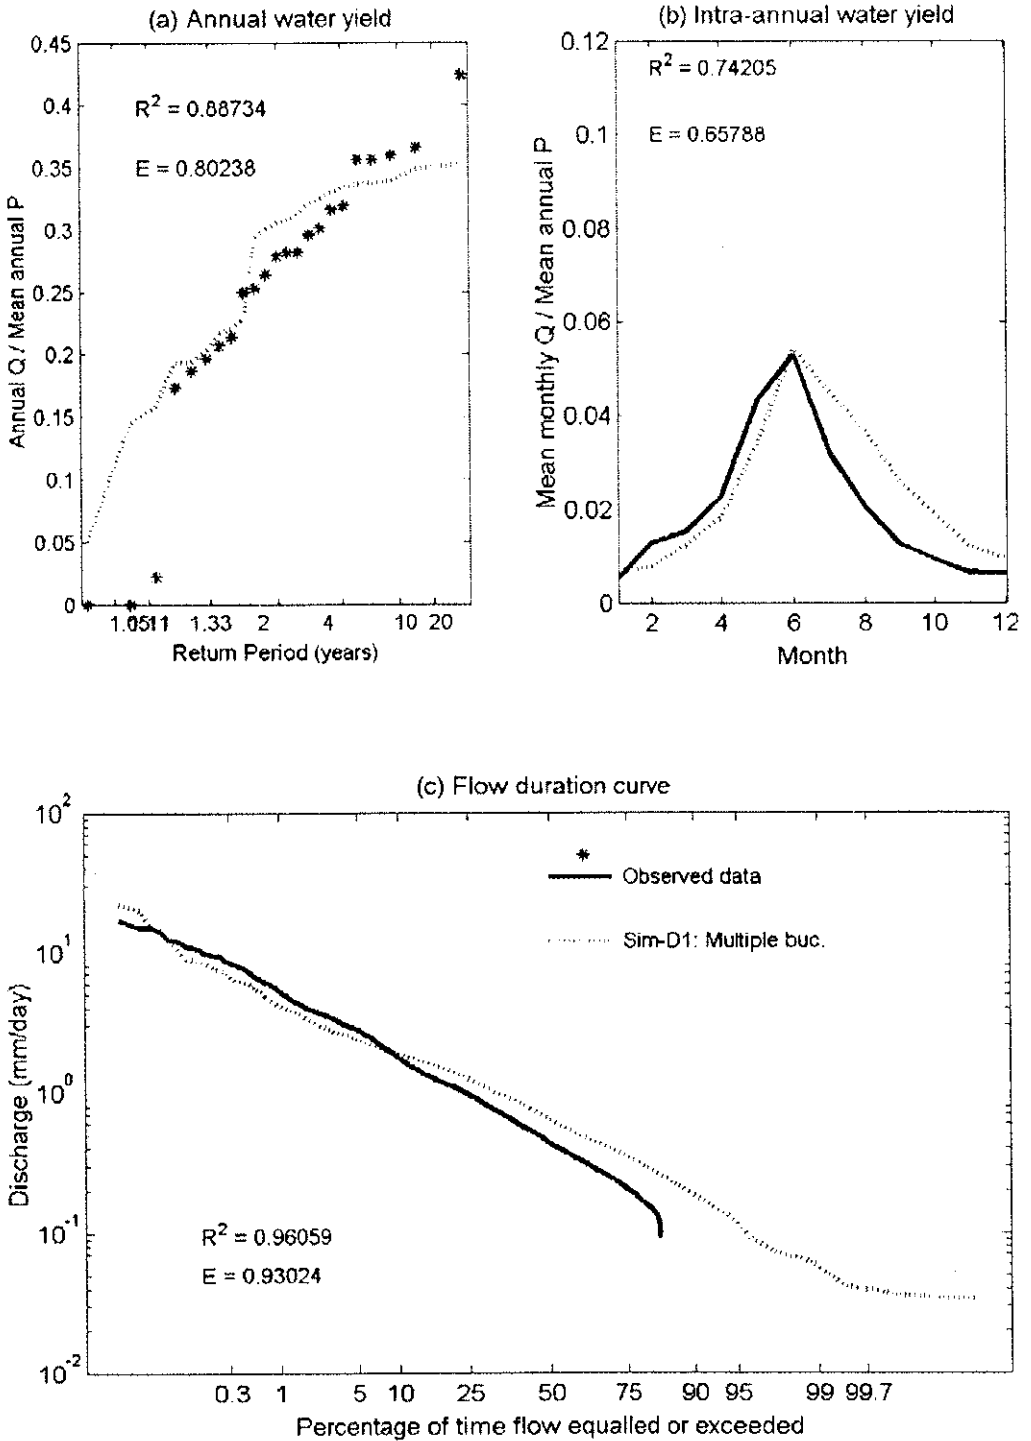 (a) Annual water yield
0.45
0.4
0.35
0.3
0.25
0.2
0.15
0.1
0.05
0
Annual Q / Mean annual P
R² = 0.88734
E = 0.80238
1.05 1.11 1.33 2 4 10 20
Return Period (years)
(b) Intra-annual water yield
0.12
0.1
0.08
0.06
0.04
0.02
0
Mean monthly Q / Mean annual P
R² = 0.74205
E = 0.65788
2 4 6 8 10 12
Month
(c) Flow duration curve
10²
10¹
10⁰
10⁻¹
10⁻²
Discharge (mm/day)
Observed data
Sim-D1: Multiple buc.
R² = 0.96059
E = 0.93024
0.3 1 5 10 25 50 75 90 95 99 99.7
Percentage of time flow equalled or exceeded